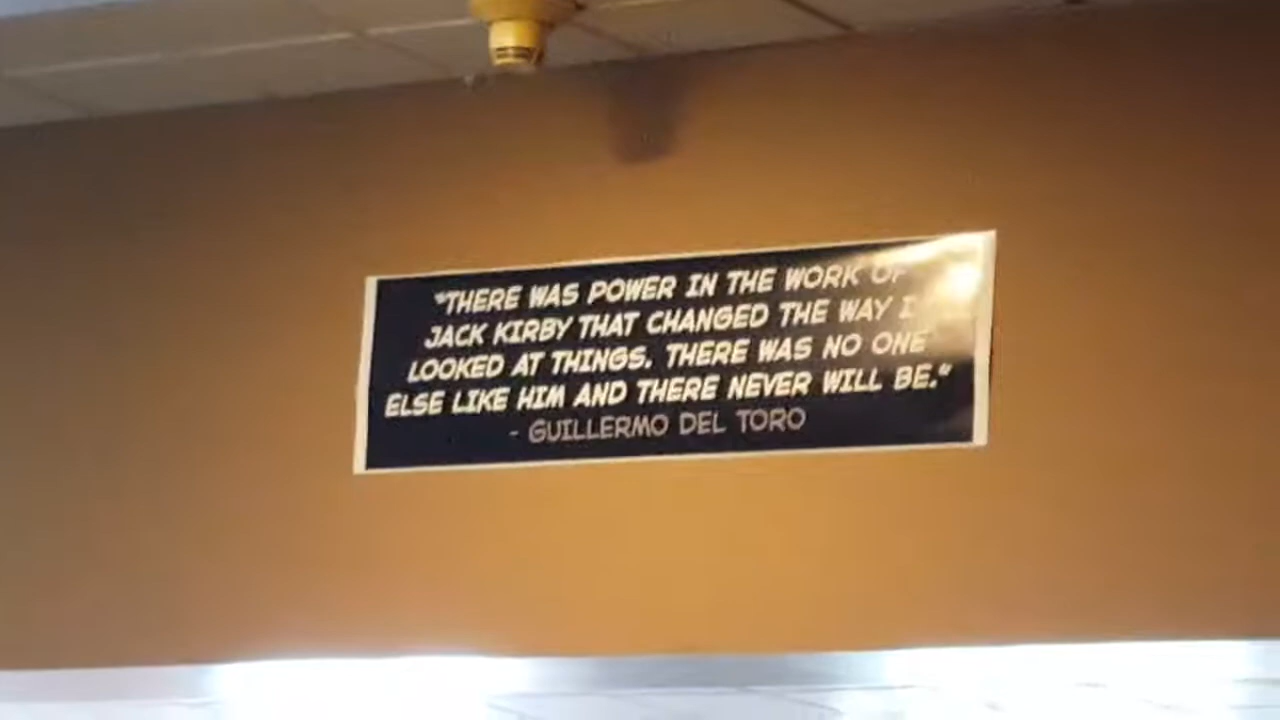 "THERE WAS POWER IN THE WORK OF
JACK KIRBY THAT CHANGED THE WAY I
LOOKED AT THINGS. THERE WAS NO ONE
ELSE LIKE HIM AND THERE NEVER WILL BE."
- GUILLERMO DEL TORO